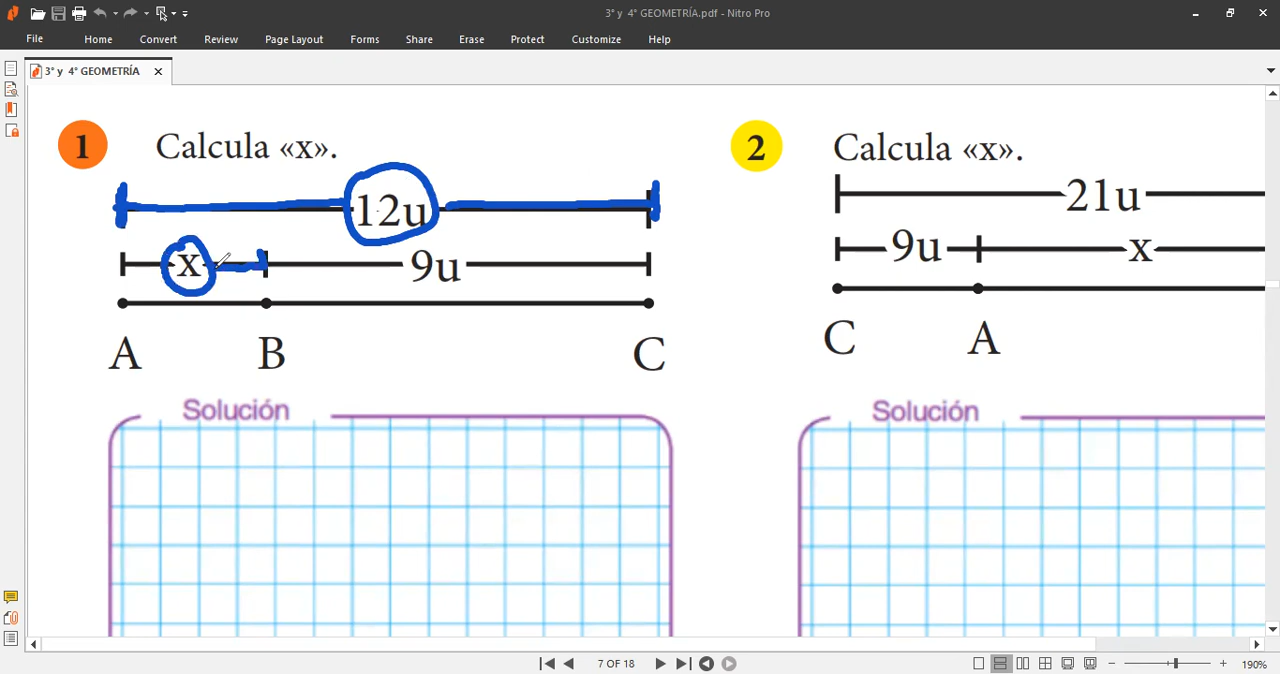 3° y 4° GEOMETRÍA.pdf - Nitro Pro
File Home Convert Review Page Layout Forms Share Erase Protect Customize Help
3° y 4° GEOMETRÍA
1 Calcula «x».
12u
x 9u
A B C
Solución
2 Calcula «x».
21u
9u x
C A
Solución
7 OF 18
190%